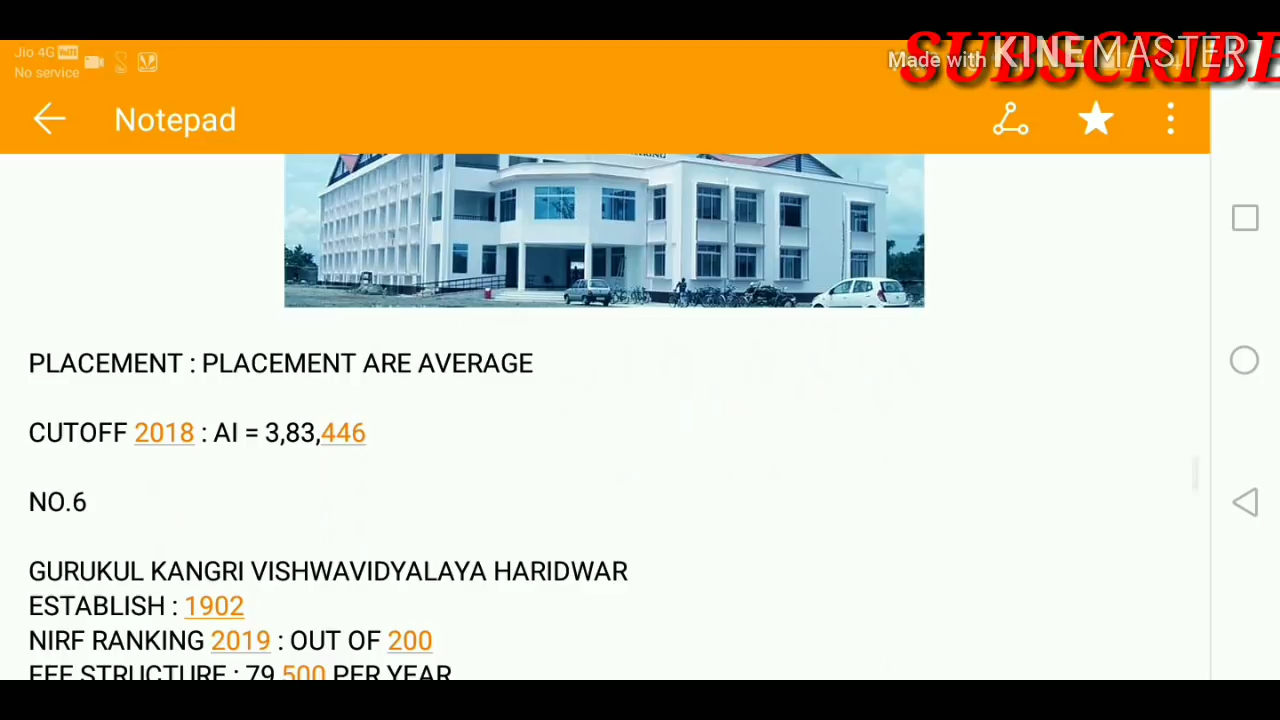 Jio 4G VoLTE
No service
SUBSCRIBE
Made with KINEMASTER
Notepad
PLACEMENT : PLACEMENT ARE AVERAGE
CUTOFF 2018 : AI = 3,83,446
NO.6
GURUKUL KANGRI VISHWAVIDYALAYA HARIDWAR
ESTABLISH : 1902
NIRF RANKING 2019 : OUT OF 200
FEE STRUCTURE : 79,500 PER YEAR